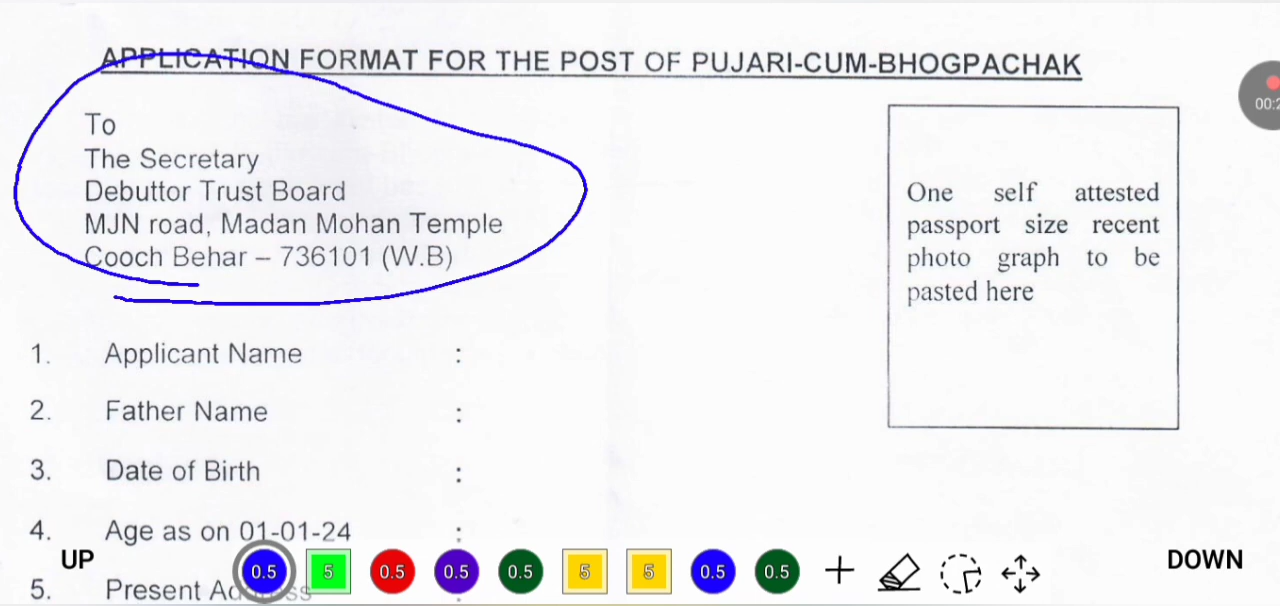 APPLICATION FORMAT FOR THE POST OF PUJARI-CUM-BHOGPACHAK
To
The Secretary
Debuttor Trust Board
MJN road, Madan Mohan Temple
Cooch Behar – 736101 (W.B)
One self attested
passport size recent
photo graph to be
pasted here
1. Applicant Name :
2. Father Name :
3. Date of Birth :
4. Age as on 01-01-24 :
5. Present Address :
UP 0.5 5 0.5 0.5 0.5 5 5 0.5 0.5 DOWN